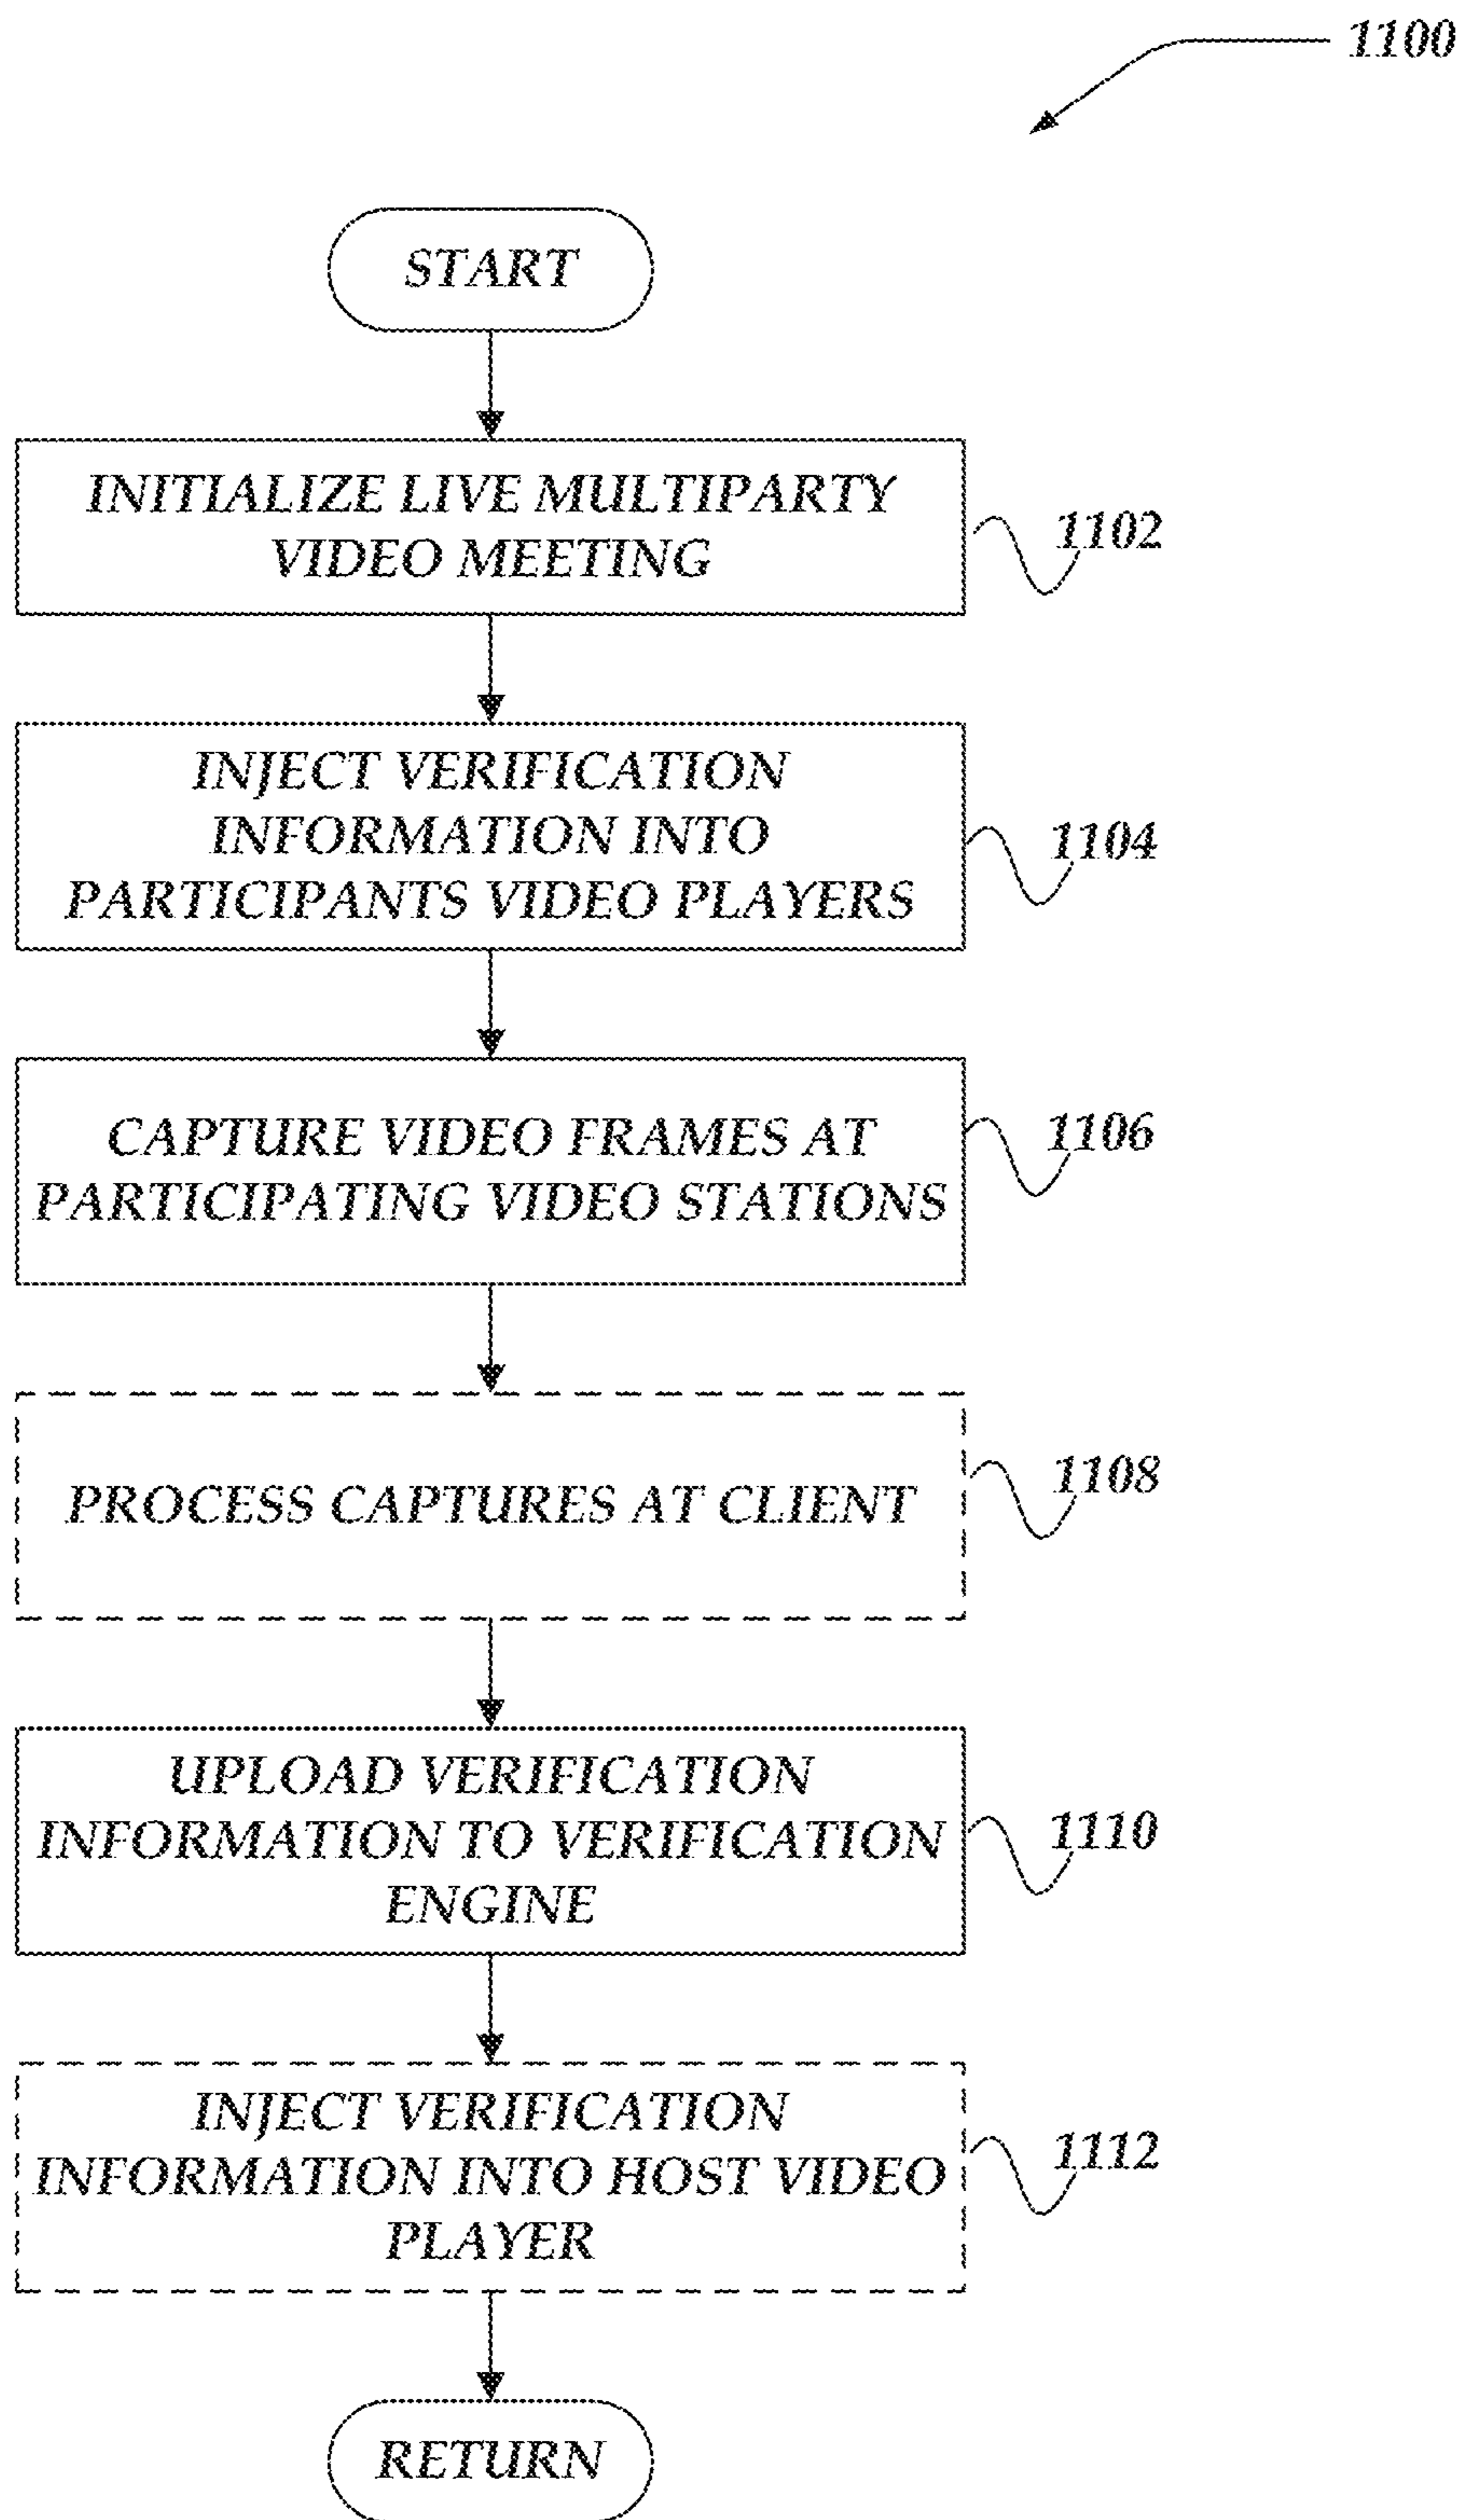 1100
START
INITIALIZE LIVE MULTIPARTY
VIDEO MEETING
1102
INJECT VERIFICATION
INFORMATION INTO
PARTICIPANTS VIDEO PLAYERS
1104
CAPTURE VIDEO FRAMES AT
PARTICIPATING VIDEO STATIONS
1106
PROCESS CAPTURES AT CLIENT
1108
UPLOAD VERIFICATION
INFORMATION TO VERIFICATION
ENGINE
1110
INJECT VERIFICATION
INFORMATION INTO HOST VIDEO
PLAYER
1112
RETURN